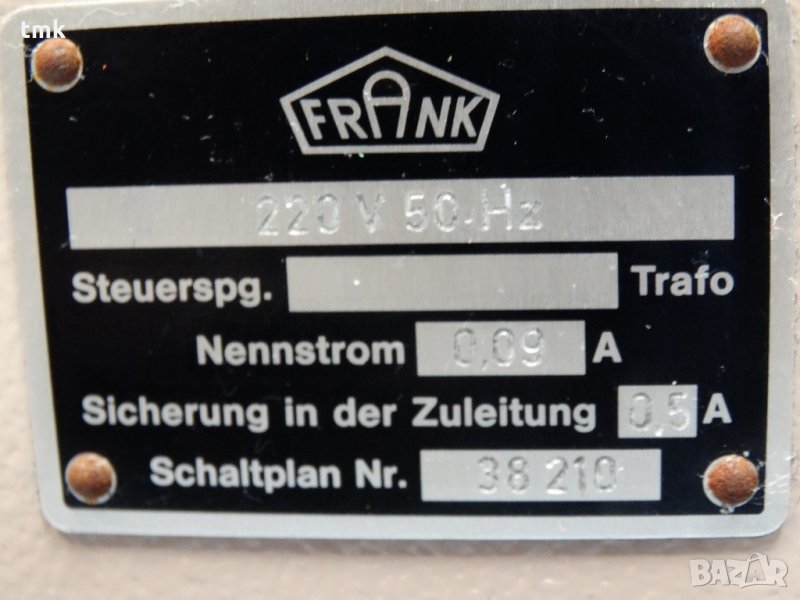 tmk
FRANK
220 V 50 Hz
Steuerspg. Trafo
Nennstrom 0,09 A
Sicherung in der Zuleitung 0,5 A
Schaltplan Nr. 38 210
BAZAR